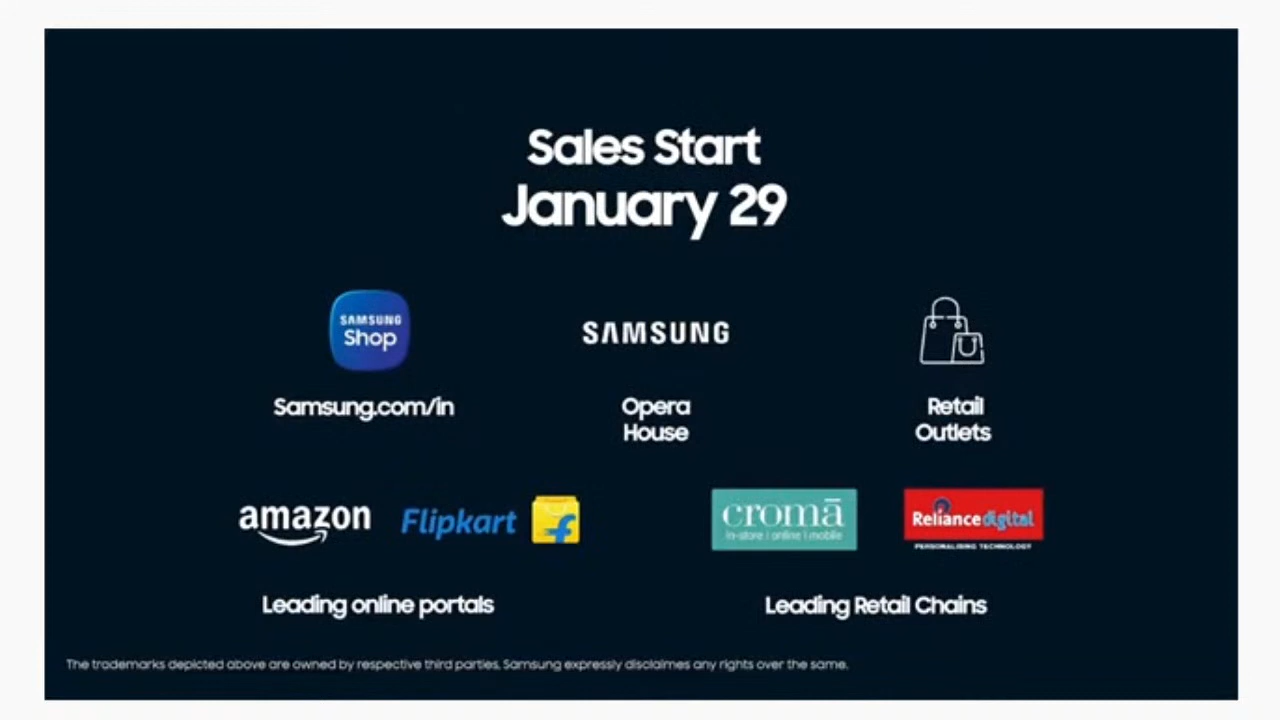 Sales Start
January 29
SAMSUNG
Shop
SAMSUNG
Samsung.com/in
Opera
House
Retail
Outlets
amazon
Flipkart
cromā
in-store | online | mobile
Reliance digital
PERSONALISING TECHNOLOGY
Leading online portals
Leading Retail Chains
The trademarks depicted above are owned by respective third parties, Samsung expressly disclaimes any rights over the same.